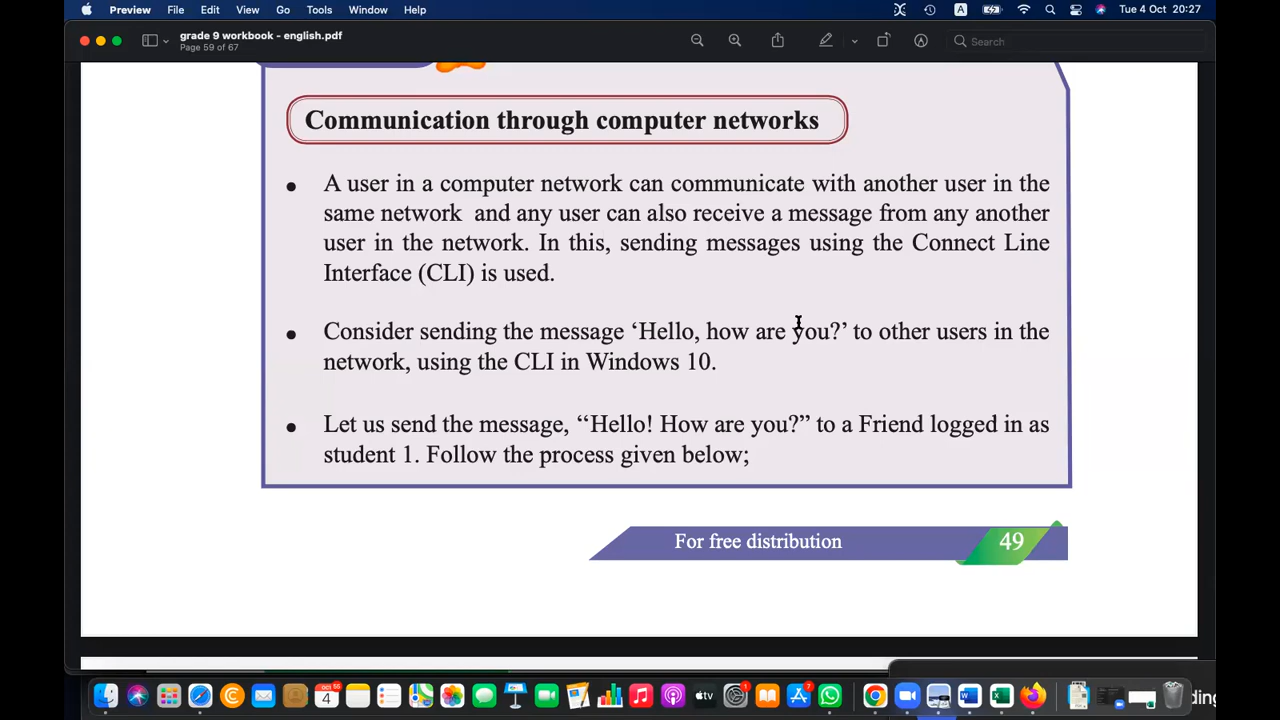 Preview File Edit View Go Tools Window Help
A
Tue 4 Oct 20:27
grade 9 workbook - english.pdf
Page 59 of 67
Search
Communication through computer networks
• A user in a computer network can communicate with another user in the
same network and any user can also receive a message from any another
user in the network. In this, sending messages using the Connect Line
Interface (CLI) is used.
• Consider sending the message ‘Hello, how are you?’ to other users in the
network, using the CLI in Windows 10.
• Let us send the message, “Hello! How are you?” to a Friend logged in as
student 1. Follow the process given below;
For free distribution 49
4
tv
1
7
W
X